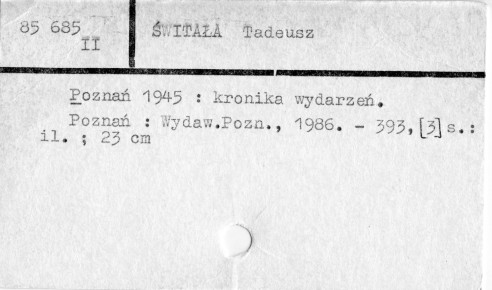 85 685 ŚWITAŁA Tadeusz
II
Poznań 1945 : kronika wydarzeń.
Poznań : Wydaw.Pozn., 1986. - 393,[3]s.:
il. ; 23 cm